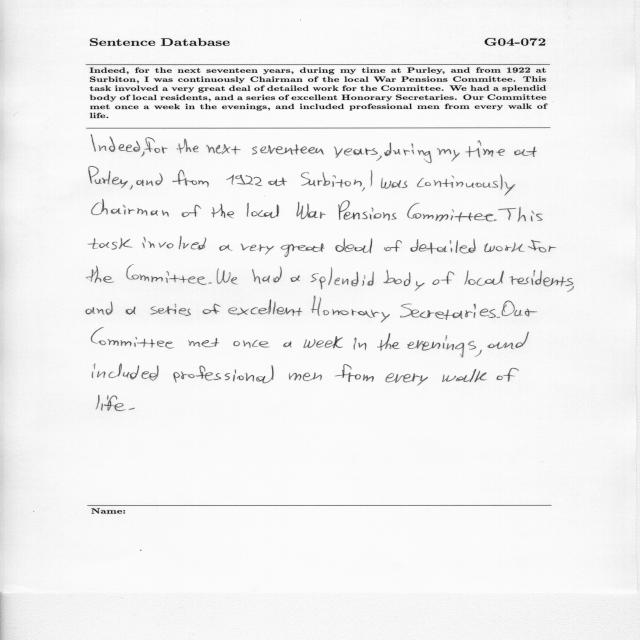 Sentence Database G04-072
Indeed, for the next seventeen years, during my time at Purley, and from 1922 at
Surbiton, I was continuously Chairman of the local War Pensions Committee. This
task involved a very great deal of detailed work for the Committee. We had a splendid
body of local residents, and a series of excellent Honorary Secretaries. Our Committee
met once a week in the evenings, and included professional men from every walk of
life.
Indeed,for the next seventeen years,during my time at
Purley,and from 1922 at Surbiton,I was continuously
Chairman of the local War Pensions Committee.This
task involved a very great deal of detailed work for
the Committee.We had a splendid body of local residents,
and a series of excellent Honorary Secretaries.Our
Committee met once a week in the evenings, and
included professional men from every walk of
life.
Name: